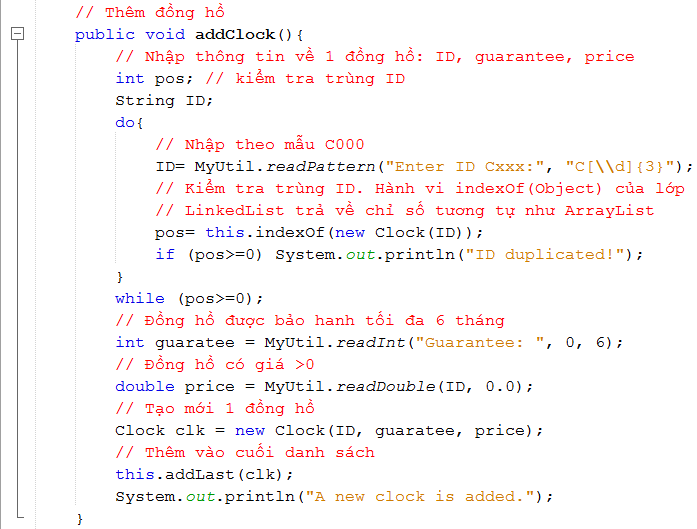 // Thêm đồng hồ
public void addClock(){
// Nhập thông tin về 1 đồng hồ: ID, guarantee, price
int pos; // kiểm tra trùng ID
String ID;
do{
// Nhập theo mẫu C000
ID= MyUtil.readPattern("Enter ID Cxxx:", "C[\\d]{3}");
// Kiểm tra trùng ID. Hành vi indexOf(Object) của lớp
// LinkedList trả về chỉ số tương tự như ArrayList
pos= this.indexOf(new Clock(ID));
if (pos>=0) System.out.println("ID duplicated!");
}
while (pos>=0);
// Đồng hồ được bảo hanh tối đa 6 tháng
int guaratee = MyUtil.readInt("Guarantee: ", 0, 6);
// Đồng hồ có giá >0
double price = MyUtil.readDouble(ID, 0.0);
// Tạo mới 1 đồng hồ
Clock clk = new Clock(ID, guaratee, price);
// Thêm vào cuối danh sách
this.addLast(clk);
System.out.println("A new clock is added.");
}